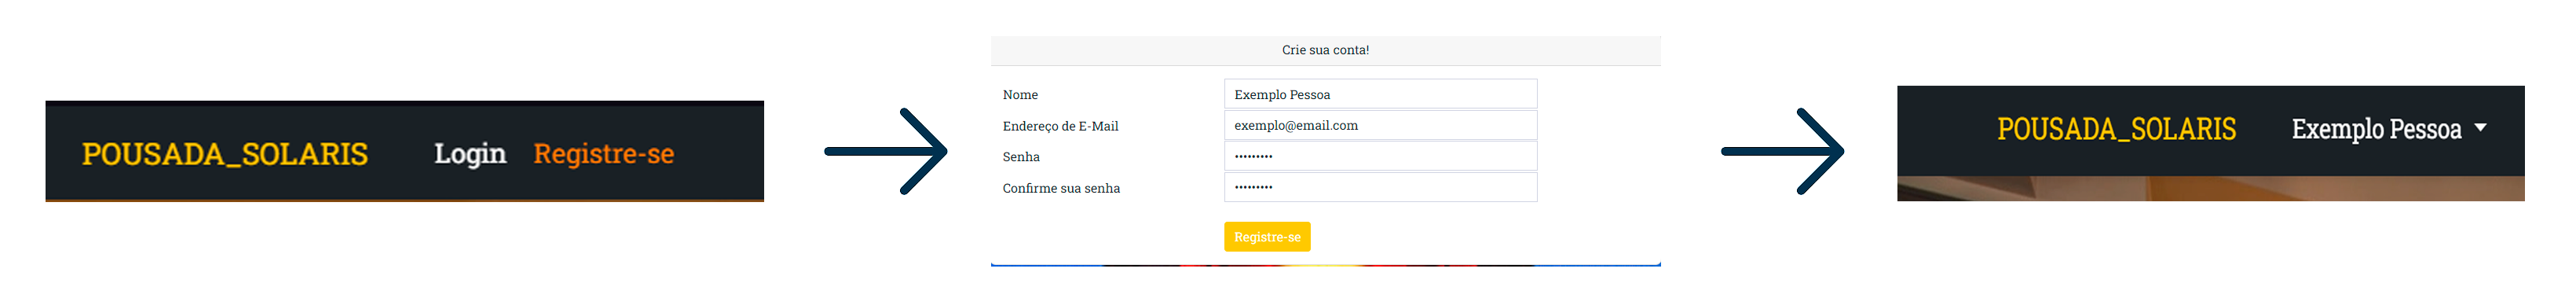 POUSADA_SOLARIS Login Registre-se
Crie sua conta!
Nome Exemplo Pessoa
Endereço de E-Mail exemplo@email.com
Senha •••••••••
Confirme sua senha •••••••••
Registre-se
POUSADA_SOLARIS Exemplo Pessoa